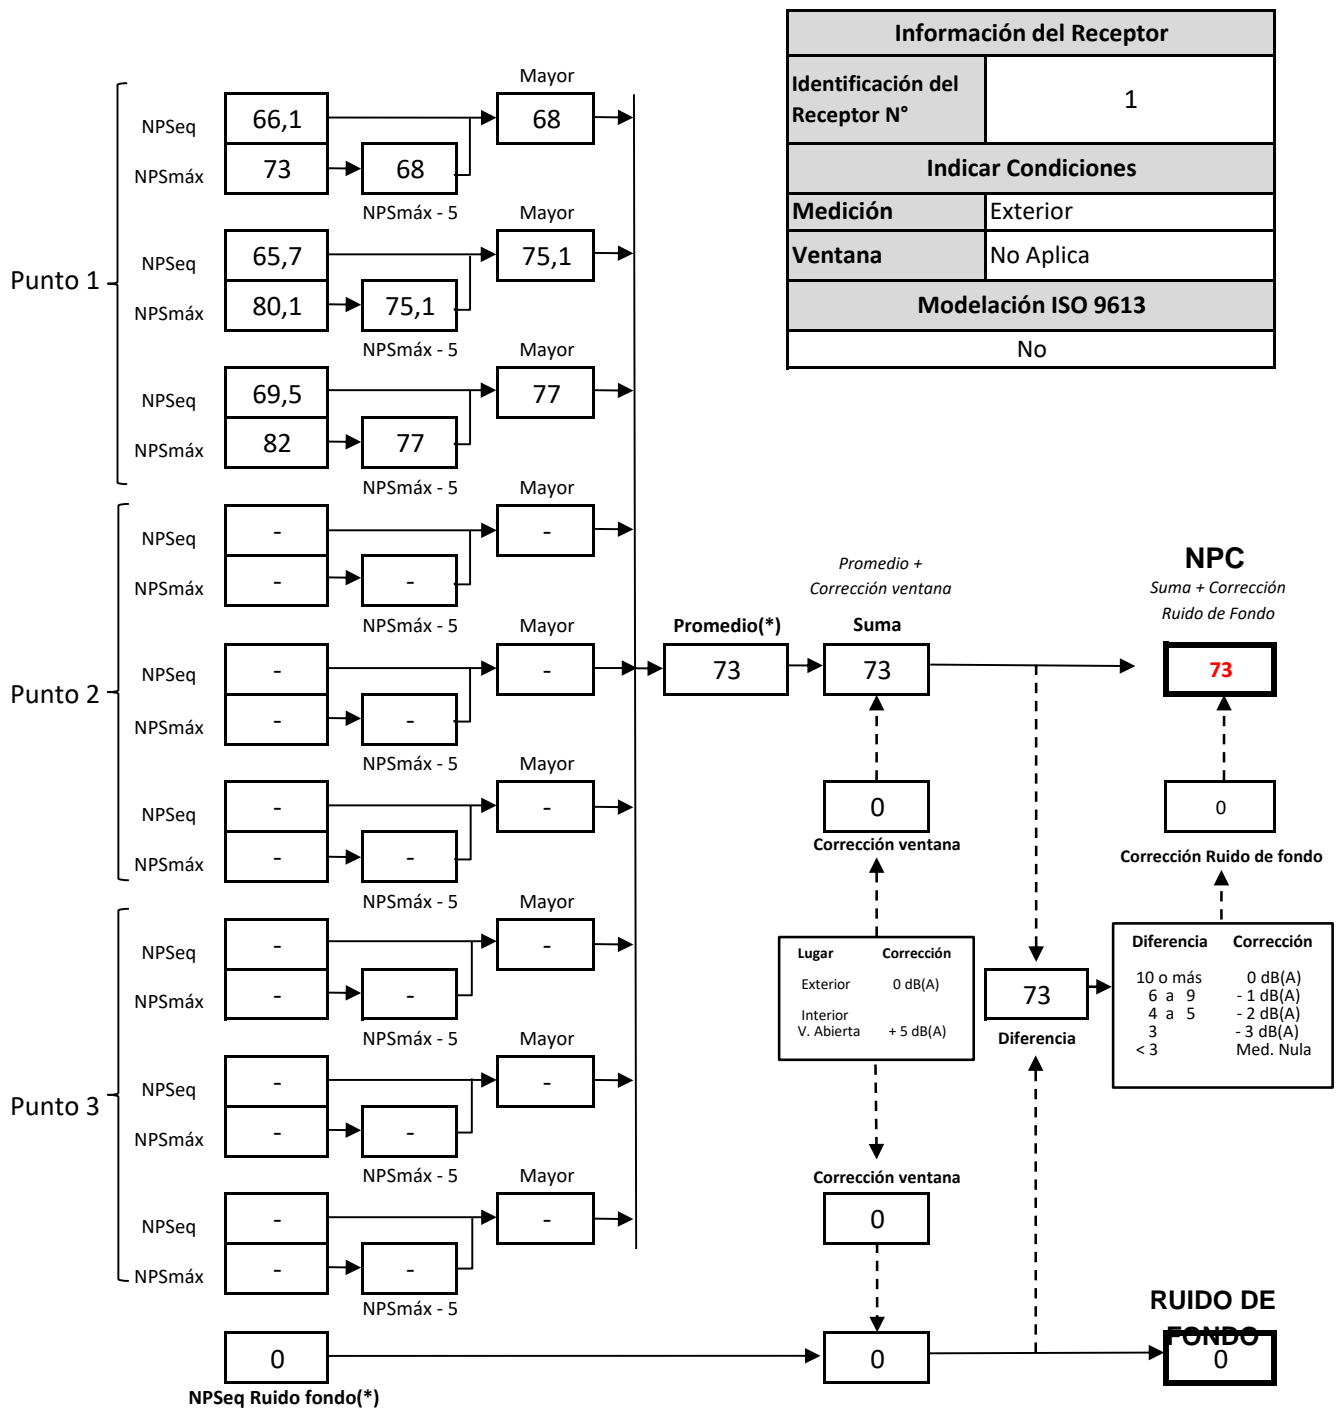 Información del Receptor
Identificación del
Receptor N°
1
Indicar Condiciones
Medición
Exterior
Ventana
No Aplica
Modelación ISO 9613
No
Punto 1
Mayor
NPSeq
66,1
68
NPSmáx
73
68
NPSmáx - 5
Mayor
NPSeq
65,7
75,1
NPSmáx
80,1
75,1
NPSmáx - 5
Mayor
NPSeq
69,5
77
NPSmáx
82
77
NPSmáx - 5
Punto 2
Mayor
NPSeq
-
-
NPSmáx
-
-
NPSmáx - 5
Mayor
NPSeq
-
-
NPSmáx
-
-
NPSmáx - 5
Mayor
NPSeq
-
-
NPSmáx
-
-
NPSmáx - 5
Punto 3
Mayor
NPSeq
-
-
NPSmáx
-
-
NPSmáx - 5
Mayor
NPSeq
-
-
NPSmáx
-
-
NPSmáx - 5
Mayor
NPSeq
-
-
NPSmáx
-
-
NPSmáx - 5
0
NPSeq Ruido fondo(*)
Promedio(*)
73
Promedio +
Corrección ventana
Suma
73
0
Corrección ventana
Lugar Corrección
Exterior 0 dB(A)
Interior
V. Abierta + 5 dB(A)
Corrección ventana
0
0
73
Diferencia
NPC
Suma + Corrección
Ruido de Fondo
73
0
Corrección Ruido de fondo
Diferencia Corrección
10 o más 0 dB(A)
6 a 9 - 1 dB(A)
4 a 5 - 2 dB(A)
3 - 3 dB(A)
< 3 Med. Nula
RUIDO DE
FONDO
0